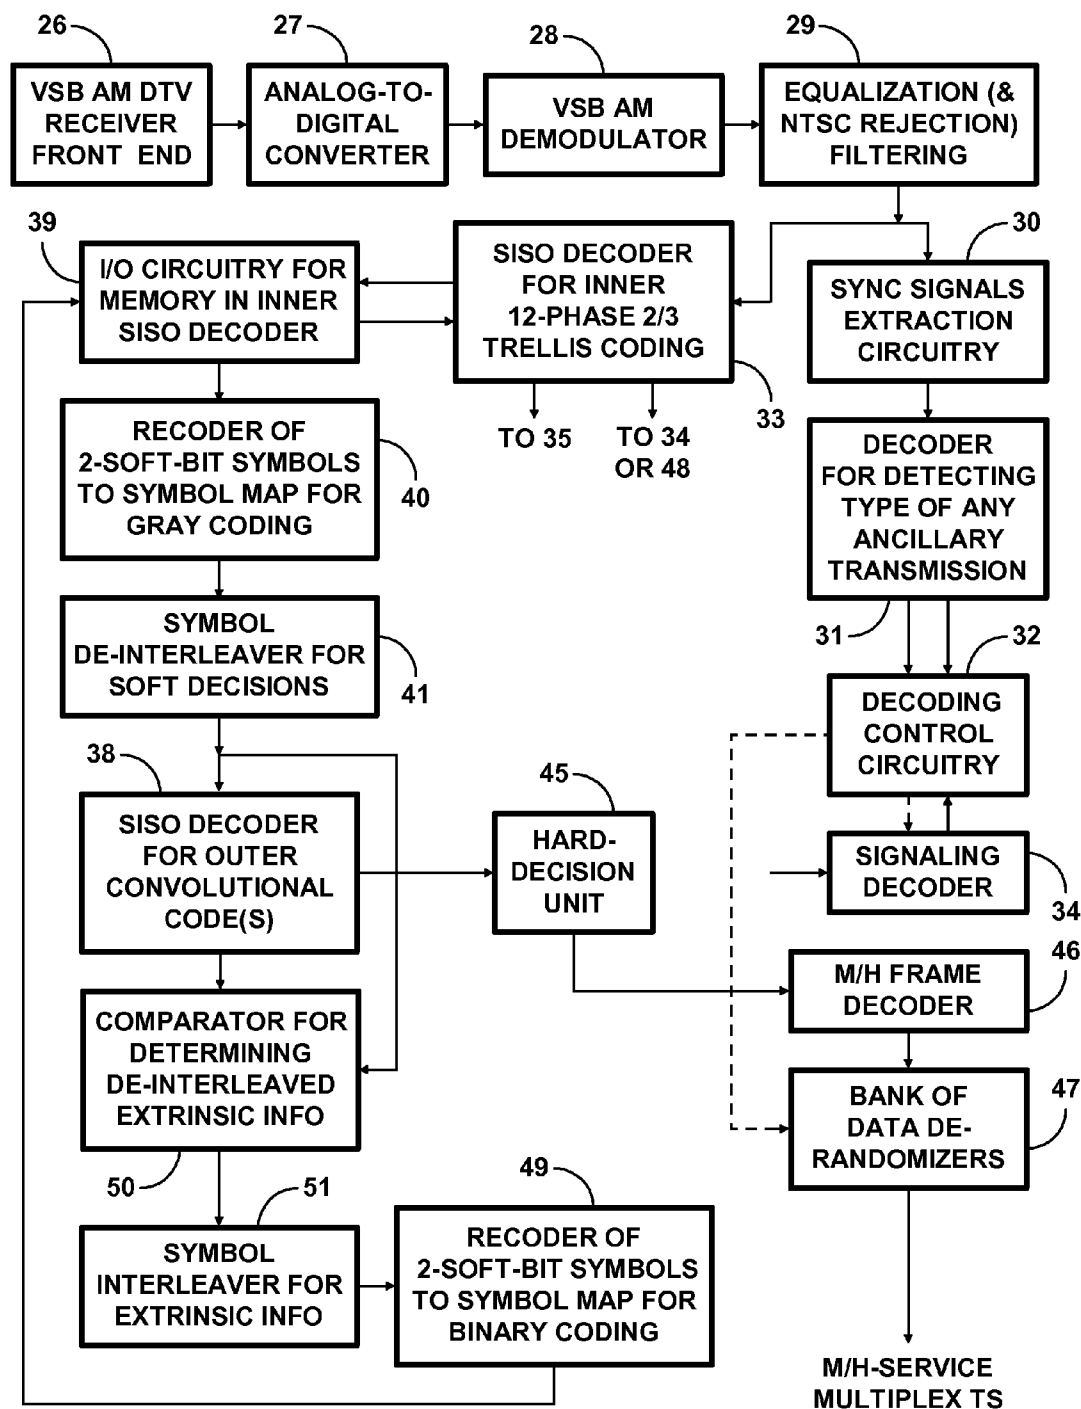 26
27
28
29
VSB AM DTV
RECEIVER
FRONT END
ANALOG-TO-
DIGITAL
CONVERTER
VSB AM
DEMODULATOR
EQUALIZATION (&
NTSC REJECTION)
FILTERING
39
I/O CIRCUITRY FOR
MEMORY IN INNER
SISO DECODER
SISO DECODER
FOR INNER
12-PHASE 2/3
TRELLIS CODING
33
30
SYNC SIGNALS
EXTRACTION
CIRCUITRY
TO 35
TO 34
OR 48
RECODER OF
2-SOFT-BIT SYMBOLS
TO SYMBOL MAP FOR
GRAY CODING
40
DECODER
FOR DETECTING
TYPE OF ANY
ANCILLARY
TRANSMISSION
31
32
SYMBOL
DE-INTERLEAVER FOR
SOFT DECISIONS
41
DECODING
CONTROL
CIRCUITRY
38
SISO DECODER
FOR OUTER
CONVOLUTIONAL
CODE(S)
45
HARD-
DECISION
UNIT
SIGNALING
DECODER
34
46
M/H FRAME
DECODER
COMPARATOR FOR
DETERMINING
DE-INTERLEAVED
EXTRINSIC INFO
50
47
BANK OF
DATA DE-
RANDOMIZERS
51
SYMBOL
INTERLEAVER FOR
EXTRINSIC INFO
49
RECODER OF
2-SOFT-BIT SYMBOLS
TO SYMBOL MAP FOR
BINARY CODING
M/H-SERVICE
MULTIPLEX TS